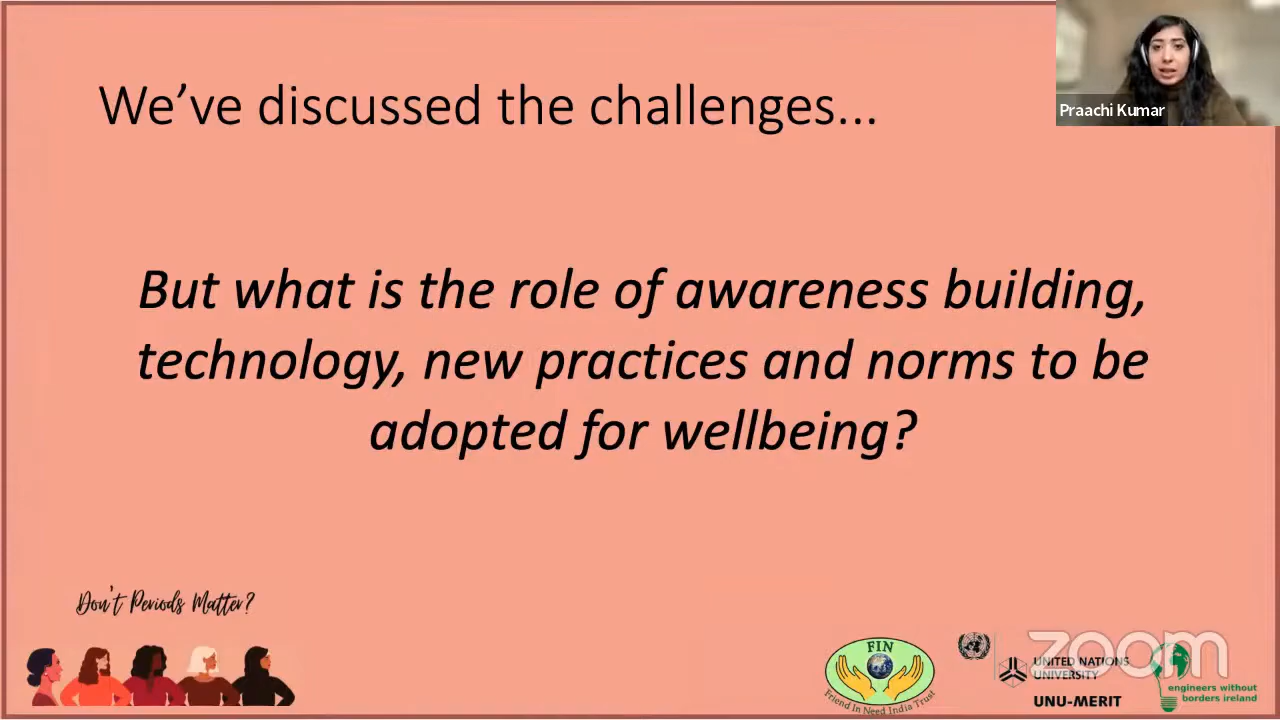 We've discussed the challenges...
Praachi Kumar
But what is the role of awareness building,
technology, new practices and norms to be
adopted for wellbeing?
Don't Periods Matter?
FIN
Friend In Need India Trust
UNITED NATIONS
UNIVERSITY
UNU-MERIT
zoom
engineers without
borders ireland